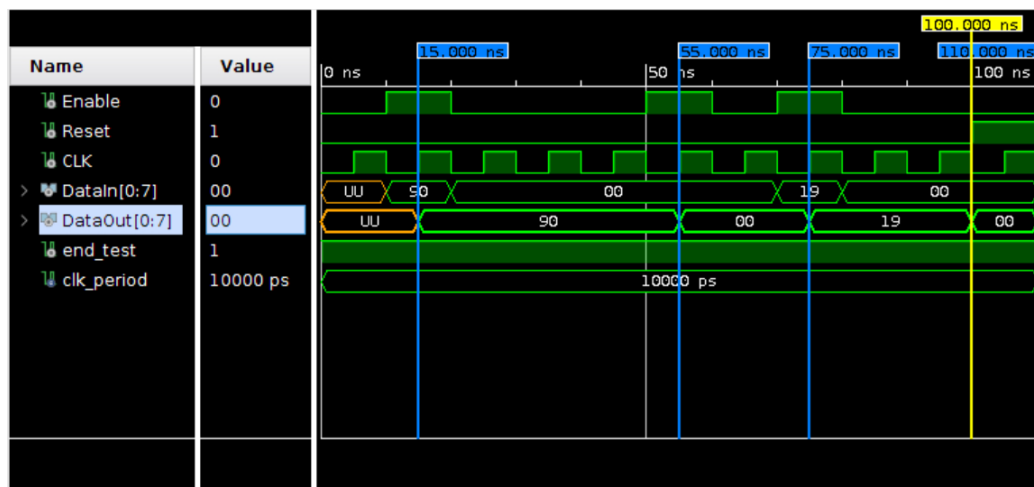 100.000 ns
15.000 ns 55.000 ns 75.000 ns 110.000 ns
Name Value 0 ns 50 ns 100 ns
Enable 0
Reset 1
CLK 0
DataIn[0:7] 00 UU 90 00 19 00
DataOut[0:7] 00 UU 90 00 19 00
end_test 1
clk_period 10000 ps 10000 ps